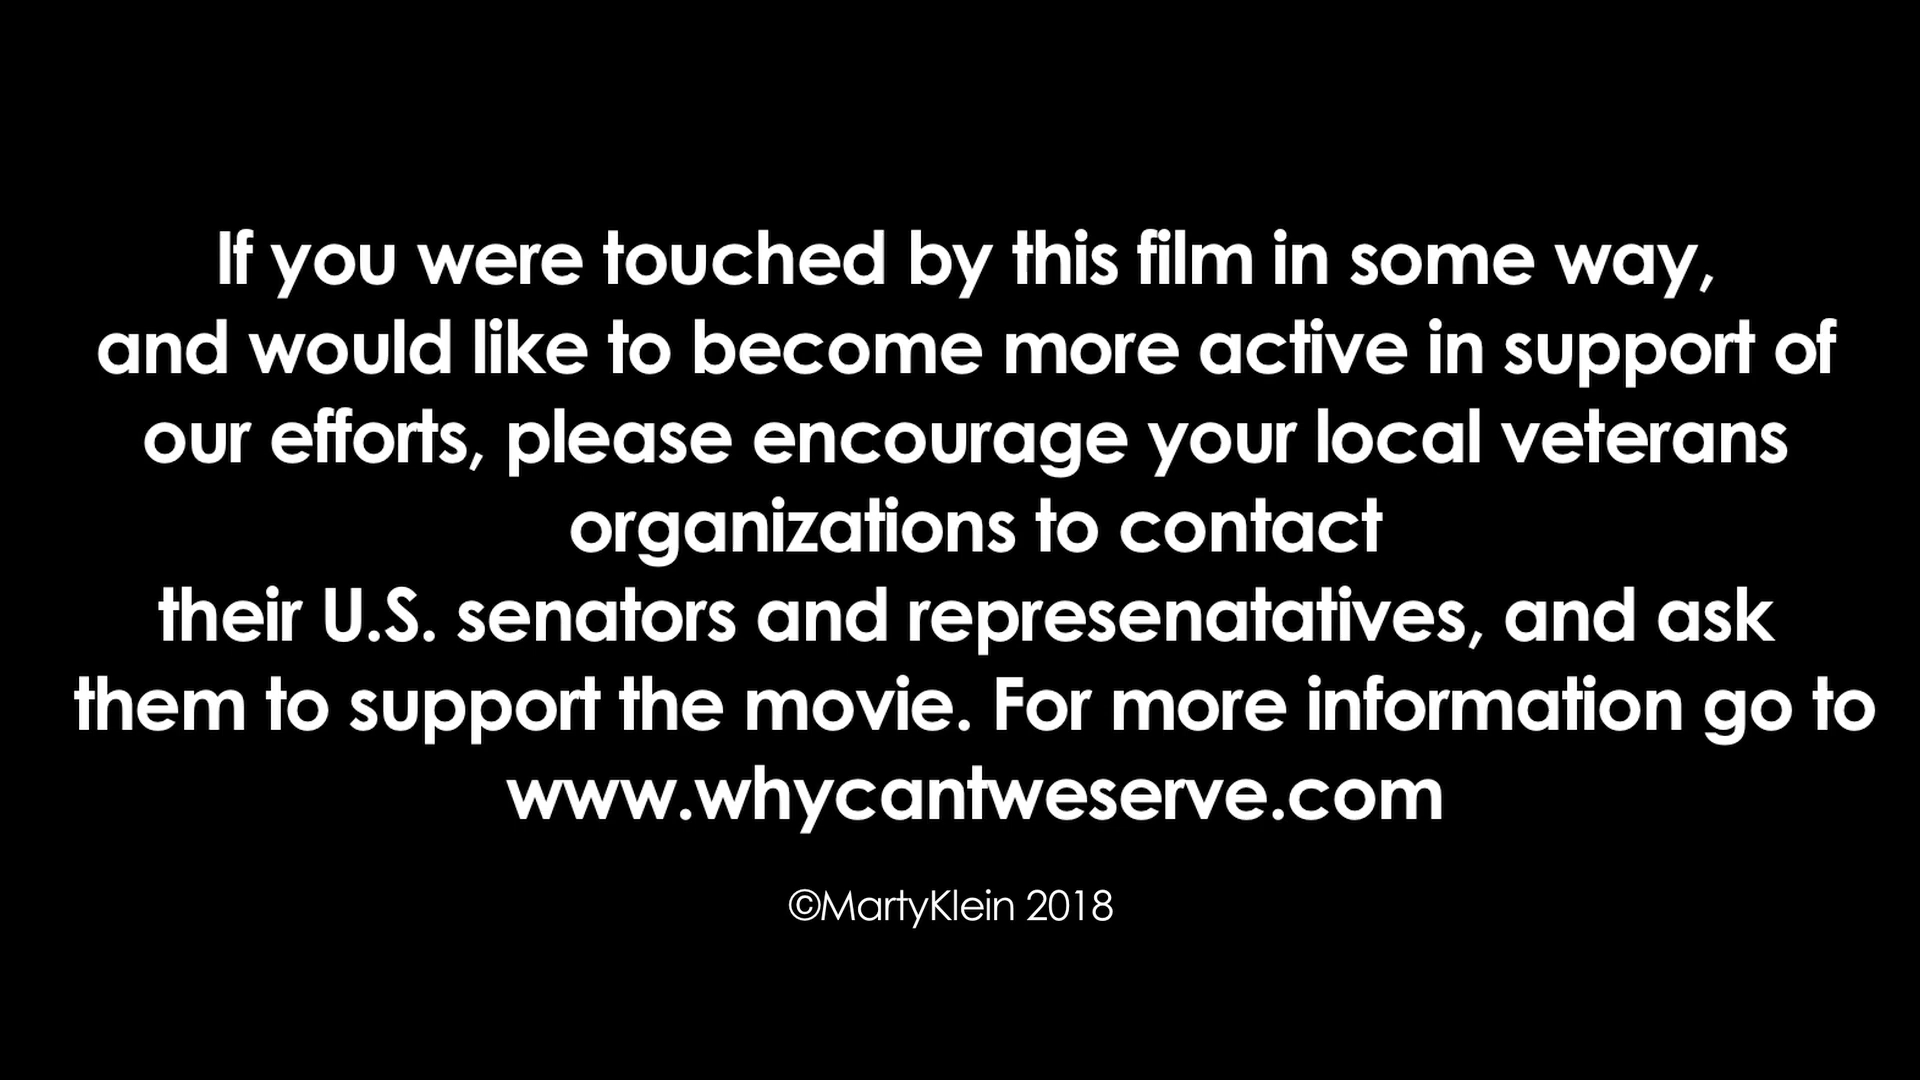 If you were touched by this film in some way,
and would like to become more active in support of
our efforts, please encourage your local veterans
organizations to contact
their U.S. senators and represenatatives, and ask
them to support the movie. For more information go to
www.whycantweserve.com
©MartyKlein 2018